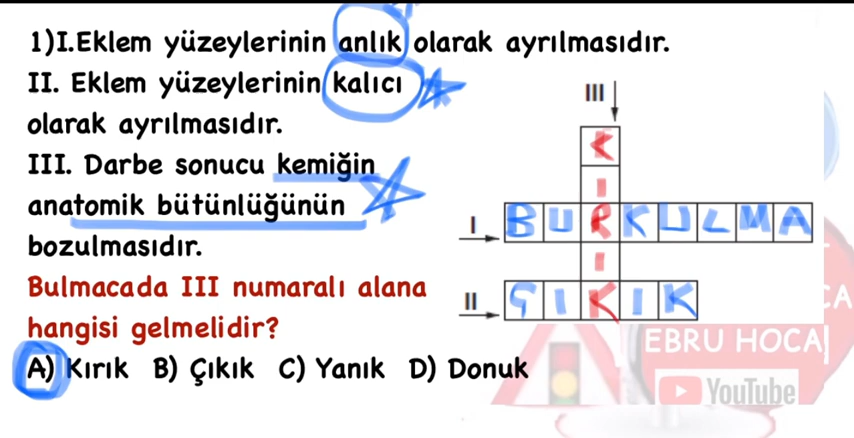 1)I.Eklem yüzeylerinin anlık olarak ayrılmasıdır.
II. Eklem yüzeylerinin kalıcı
olarak ayrılmasıdır.
III. Darbe sonucu kemiğin
anatomik bütünlüğünün
bozulmasıdır.
Bulmacada III numaralı alana
hangisi gelmelidir?
A) Kırık B) Çıkık C) Yanık D) Donuk
III
K
I
I BURKULMA
I
II ÇIKIK
EBRU HOCA
YouTube